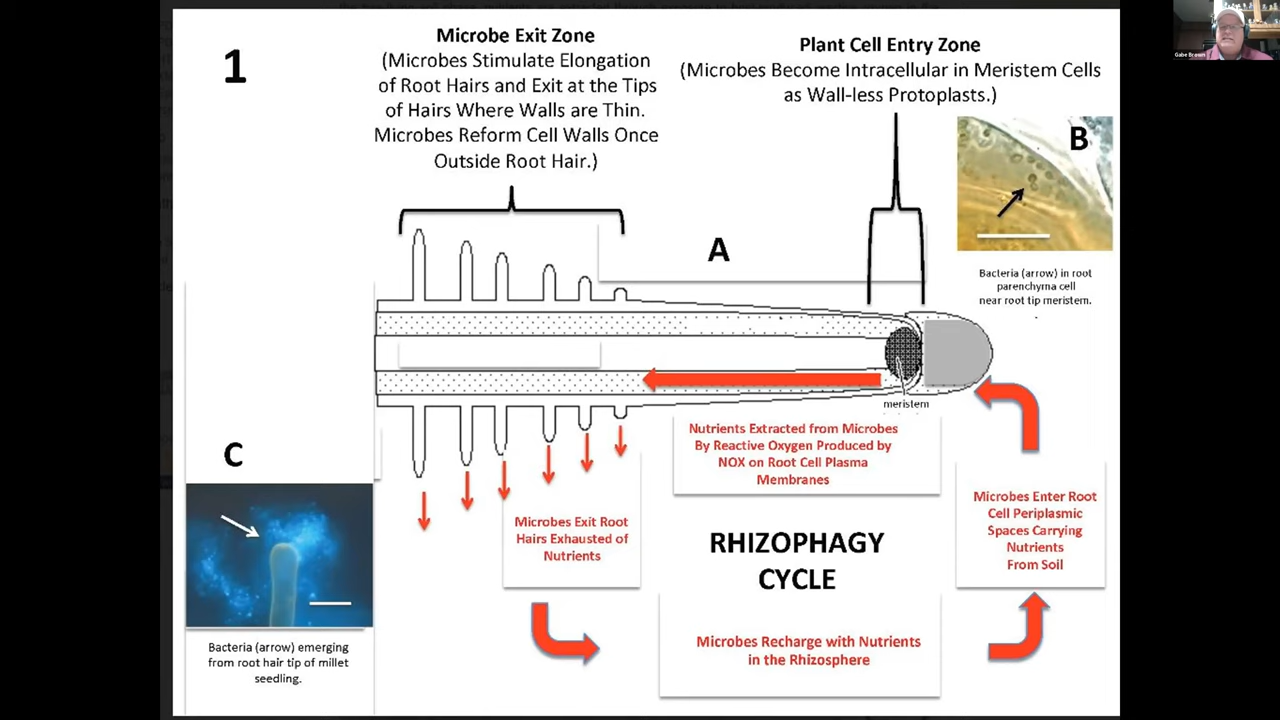 1
Microbe Exit Zone
(Microbes Stimulate Elongation
of Root Hairs and Exit at the Tips
of Hairs Where Walls are Thin.
Microbes Reform Cell Walls Once
Outside Root Hair.)
Plant Cell Entry Zone
(Microbes Become Intracellular in Meristem Cells
as Wall-less Protoplasts.)
Gabe Brown
B
A
Bacteria (arrow) in root
parenchyma cell
near root tip meristem.
meristem
Nutrients Extracted from Microbes
By Reactive Oxygen Produced by
NOX on Root Cell Plasma
Membranes
C
Microbes Enter Root
Cell Periplasmic
Spaces Carrying
Nutrients
From Soil
Microbes Exit Root
Hairs Exhausted of
Nutrients
RHIZOPHAGY
CYCLE
Bacteria (arrow) emerging
from root hair tip of millet
seedling.
Microbes Recharge with Nutrients
in the Rhizosphere